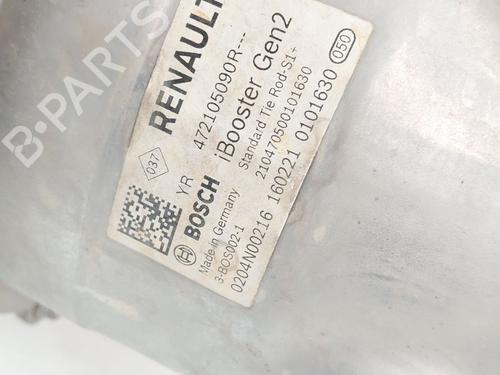 RENAULT
472105090R---
iBooster Gen2
Standard Tie Rod-S1+
210470500101630
0204N00216 160221 0101630
050
037
YR
BOSCH
Made in Germany
3-BOS002-1
B-PARTS